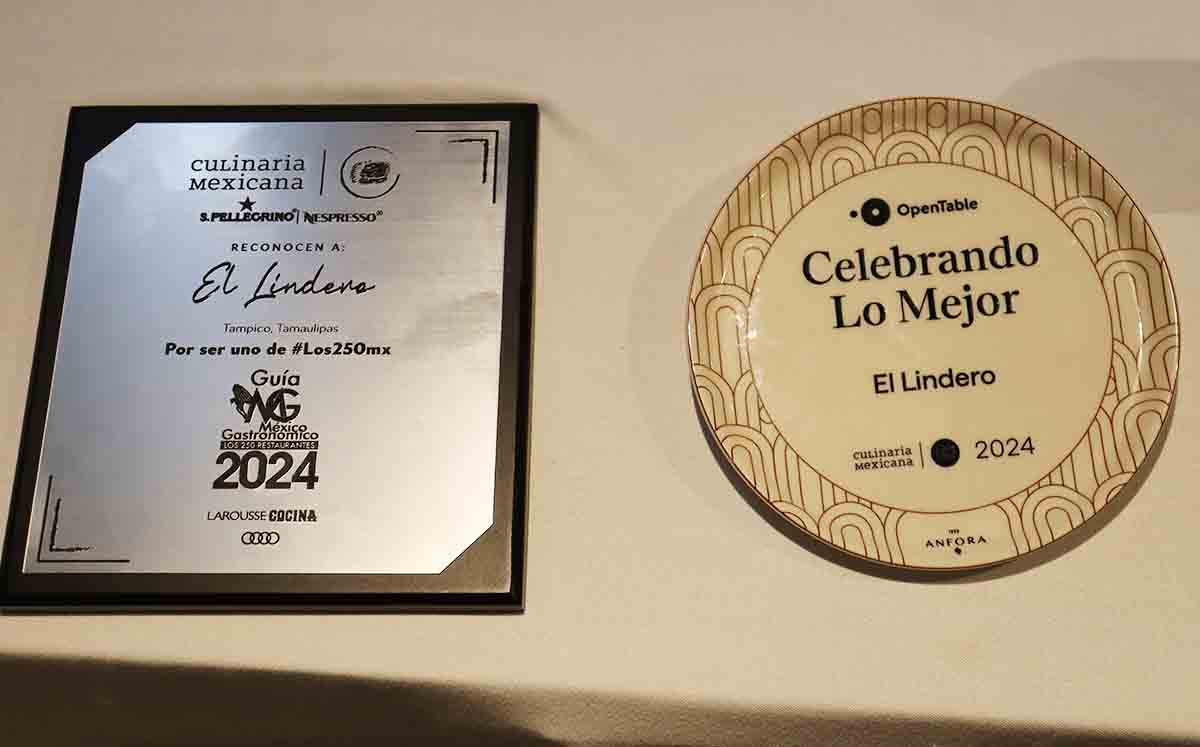 culinaria
mexicana
S.PELLEGRINO® | NESPRESSO®
RECONOCEN A:
El Lindero
Tampico, Tamaulipas
Por ser uno de #Los250mx
Guía
MG
México
Gastronómico
LOS 250 RESTAURANTES
2024
LAROUSSE COCINA
OpenTable
Celebrando
Lo Mejor
El Lindero
culinaria
mexicana
2024
ANFORA